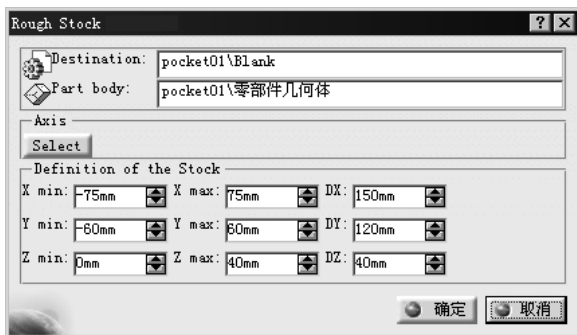 Rough Stock
Destination: pocket01\Blank
Part body: pocket01\零部件几何体
Axis
Select
Definition of the Stock
X min: -75mm X max: 75mm DX: 150mm
Y min: -60mm Y max: 60mm DY: 120mm
Z min: 0mm Z max: 40mm DZ: 40mm
确定 取消